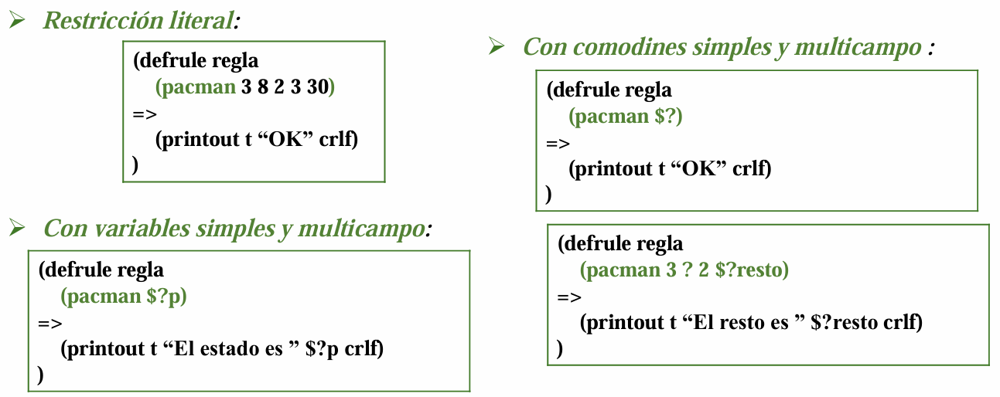 ➢ Restricción literal:
(defrule regla
(pacman 3 8 2 3 30)
=>
(printout t “OK” crlf)
)
➢ Con variables simples y multicampo:
(defrule regla
(pacman $?p)
=>
(printout t “El estado es ” $?p crlf)
)
➢ Con comodines simples y multicampo :
(defrule regla
(pacman $?)
=>
(printout t “OK” crlf)
)
(defrule regla
(pacman 3 ? 2 $?resto)
=>
(printout t “El resto es ” $?resto crlf)
)